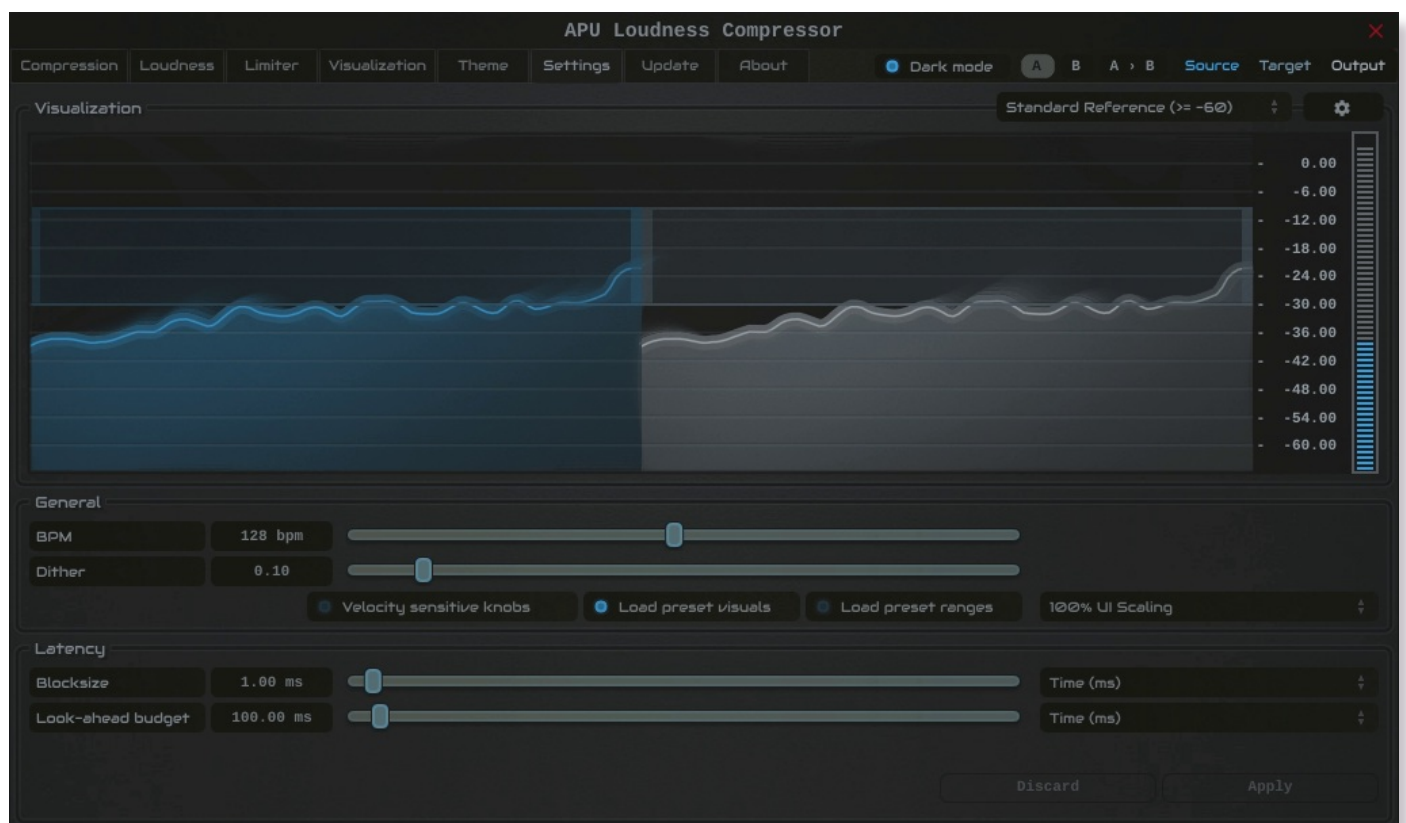 APU Loudness Compressor
Compression Loudness Limiter Visualization Theme Settings Update About Dark mode A B A > B Source Target Output
Visualization Standard Reference (>= -60)
- 0.00
- -6.00
- -12.00
- -18.00
- -24.00
- -30.00
- -36.00
- -42.00
- -48.00
- -54.00
- -60.00
General
BPM 128 bpm
Dither 0.10
Velocity sensitive knobs Load preset visuals Load preset ranges 100% UI Scaling
Latency
Blocksize 1.00 ms Time (ms)
Look-ahead budget 100.00 ms Time (ms)
Discard Apply